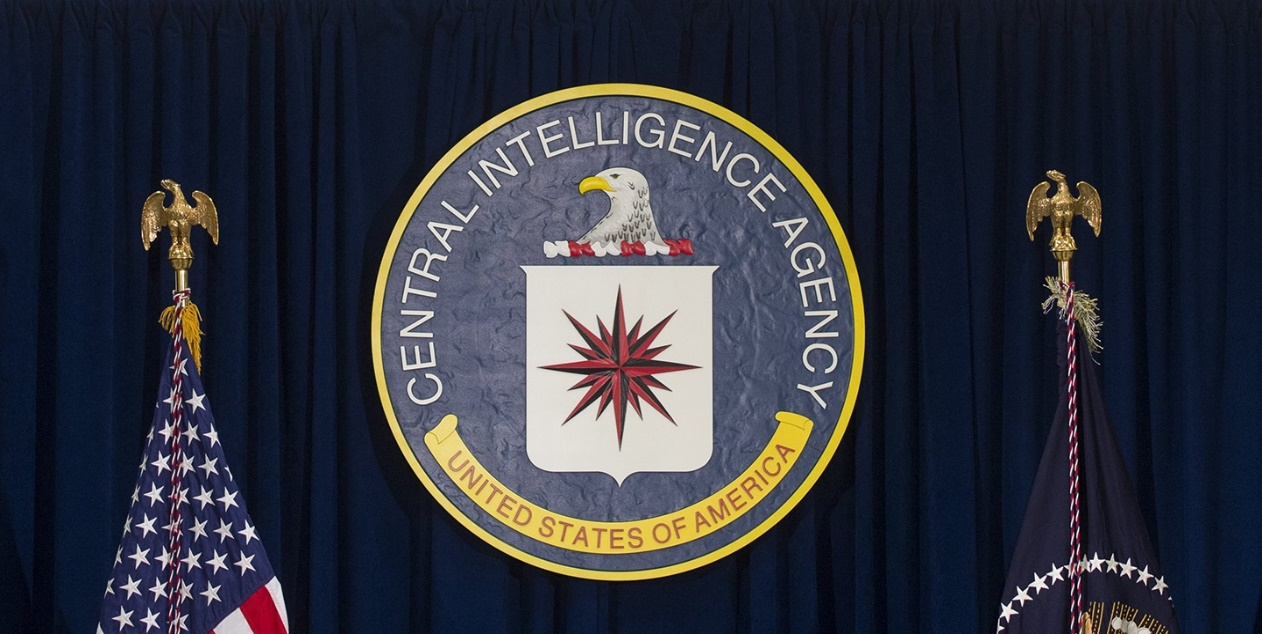 CENTRAL INTELLIGENCE AGENCY
UNITED STATES OF AMERICA